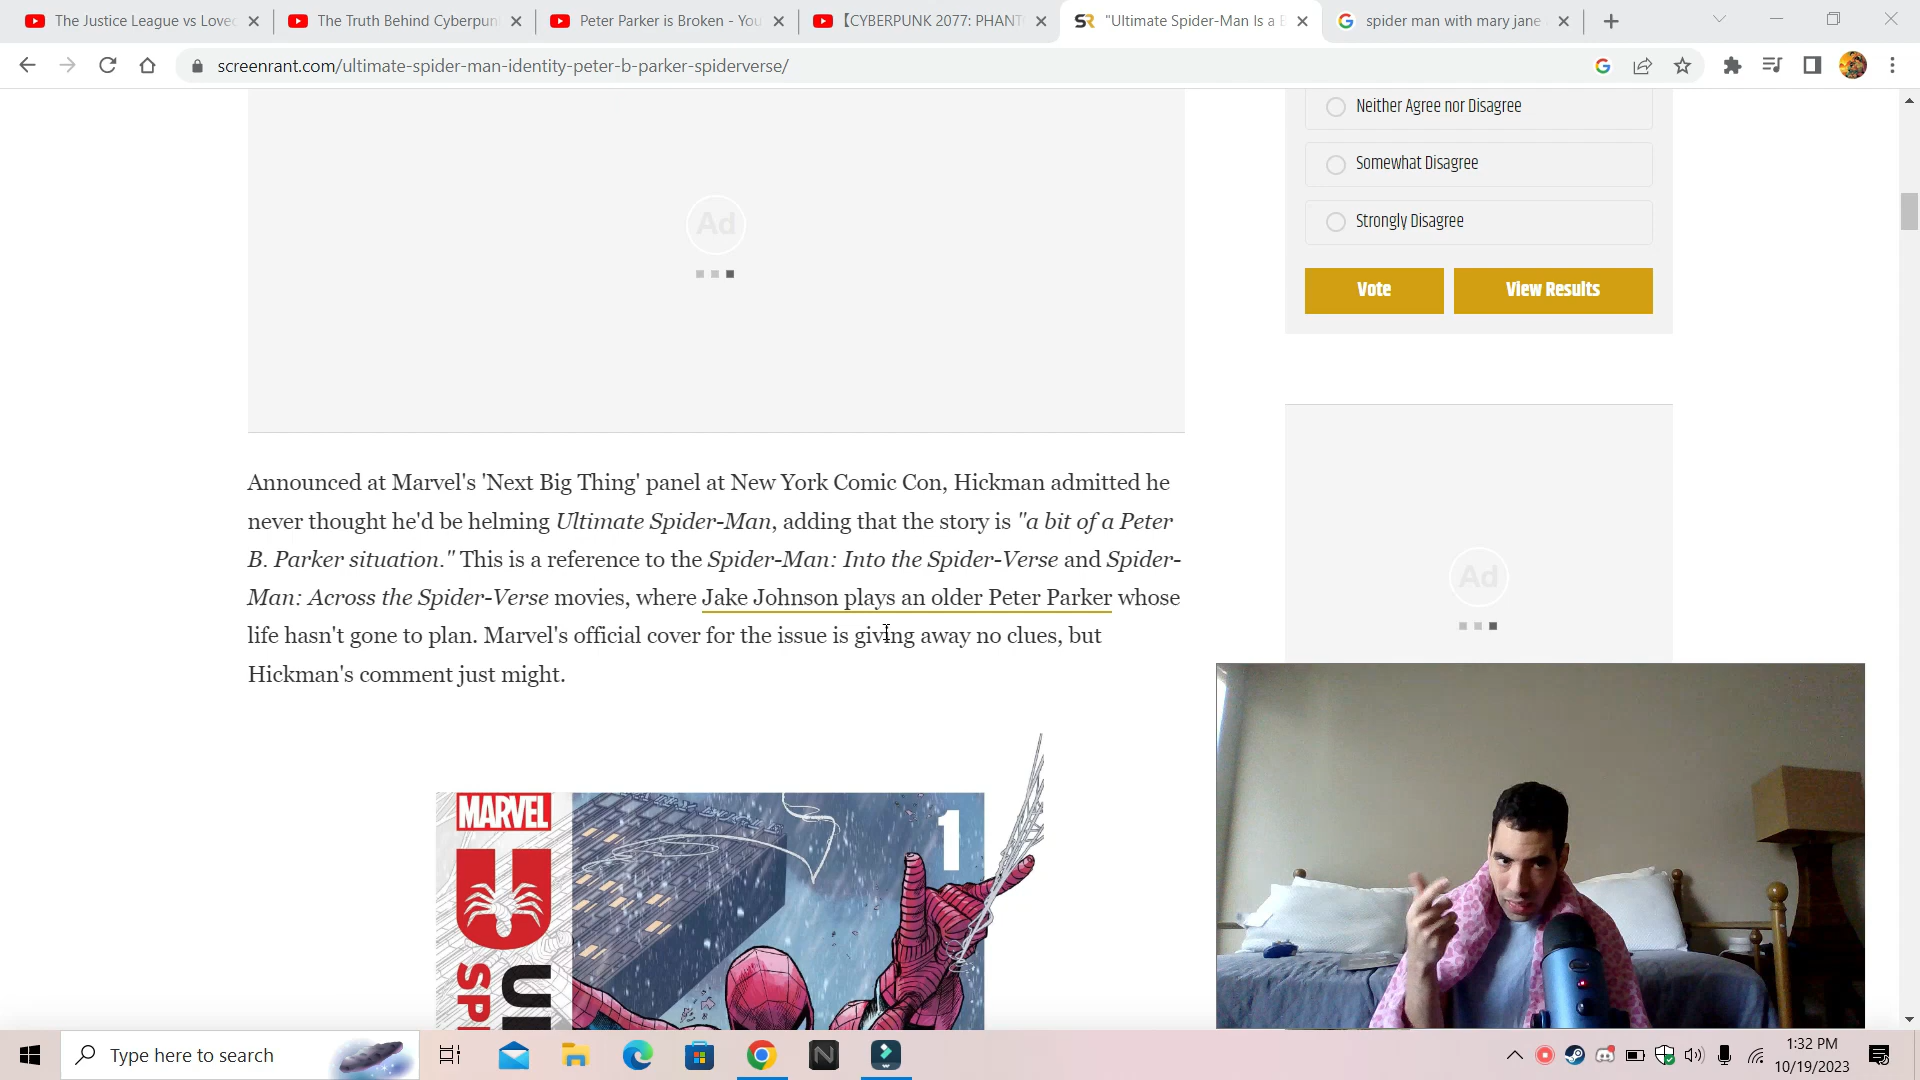 The Justice League vs Lovec
The Truth Behind Cyberpun
Peter Parker is Broken - You
【CYBERPUNK 2077: PHANT
"Ultimate Spider-Man Is a
spider man with mary jane
screenrant.com/ultimate-spider-man-identity-peter-b-parker-spiderverse/
Neither Agree nor Disagree
Somewhat Disagree
Strongly Disagree
Vote
View Results
Ad
Announced at Marvel's 'Next Big Thing' panel at New York Comic Con, Hickman admitted he
never thought he'd be helming Ultimate Spider-Man, adding that the story is "a bit of a Peter
B. Parker situation." This is a reference to the Spider-Man: Into the Spider-Verse and Spider-
Man: Across the Spider-Verse movies, where Jake Johnson plays an older Peter Parker whose
life hasn't gone to plan. Marvel's official cover for the issue is giving away no clues, but
Hickman's comment just might.
Ad
MARVEL
1
U
SPI
UL
Type here to search
N
1:32 PM
10/19/2023